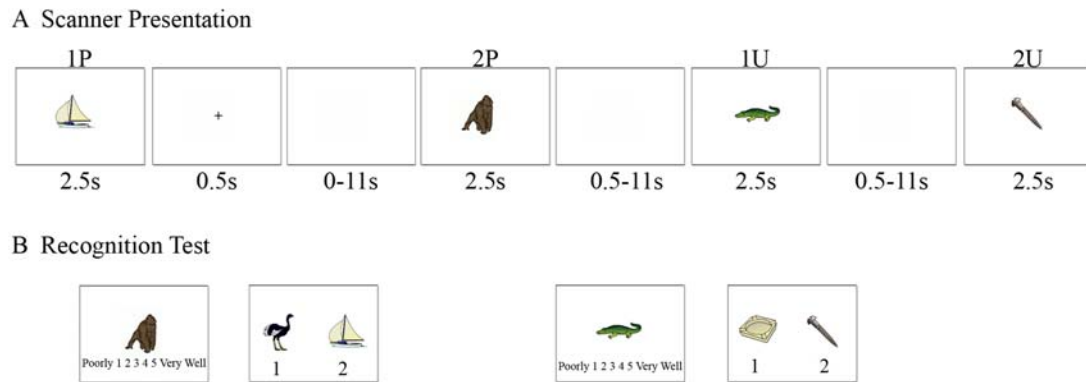 A Scanner Presentation
1P 2P 1U 2U
+
2.5s 0.5s 0-11s 2.5s 0.5-11s 2.5s 0.5-11s 2.5s
B Recognition Test
Poorly 1 2 3 4 5 Very Well 1 2 Poorly 1 2 3 4 5 Very Well 1 2